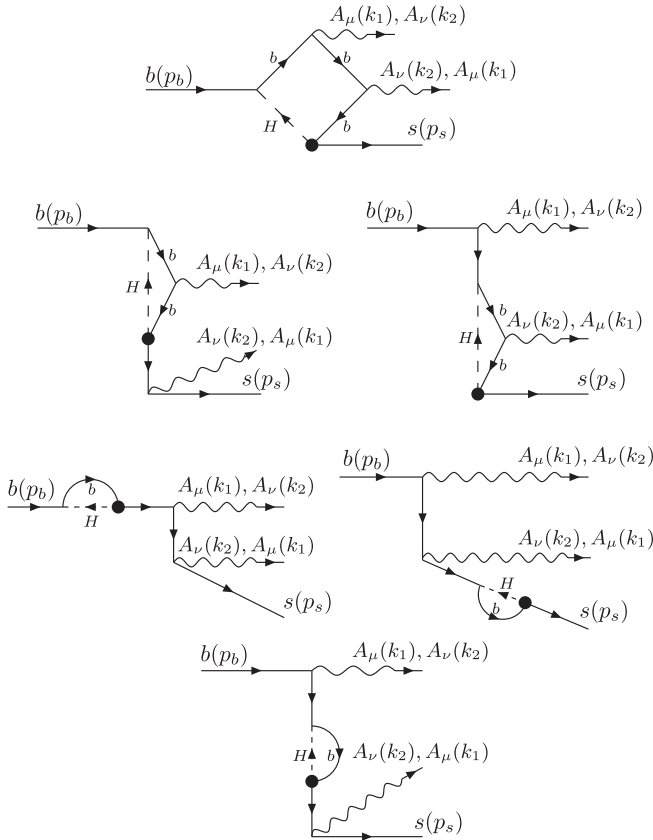 A_μ(k_1), A_ν(k_2)
b
b
b(p_b)
A_ν(k_2), A_μ(k_1)
H
b
s(p_s)
b(p_b)
b
A_μ(k_1), A_ν(k_2)
H
b
A_ν(k_2), A_μ(k_1)
s(p_s)
b(p_b)
A_μ(k_1), A_ν(k_2)
b
A_ν(k_2), A_μ(k_1)
H
b
s(p_s)
b(p_b)
b
H
A_μ(k_1), A_ν(k_2)
A_ν(k_2), A_μ(k_1)
s(p_s)
b(p_b)
A_μ(k_1), A_ν(k_2)
A_ν(k_2), A_μ(k_1)
H
b
s(p_s)
b(p_b)
A_μ(k_1), A_ν(k_2)
H
b
A_ν(k_2), A_μ(k_1)
s(p_s)